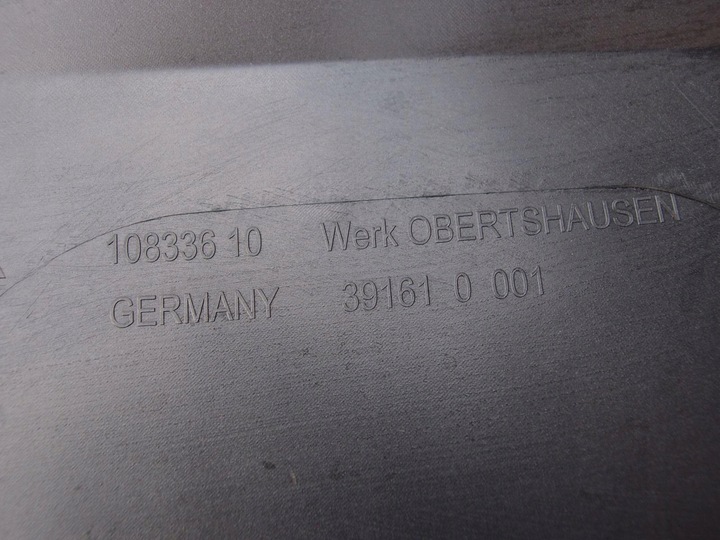 108336 10 Werk OBERTSHAUSEN
GERMANY 39161 0 001